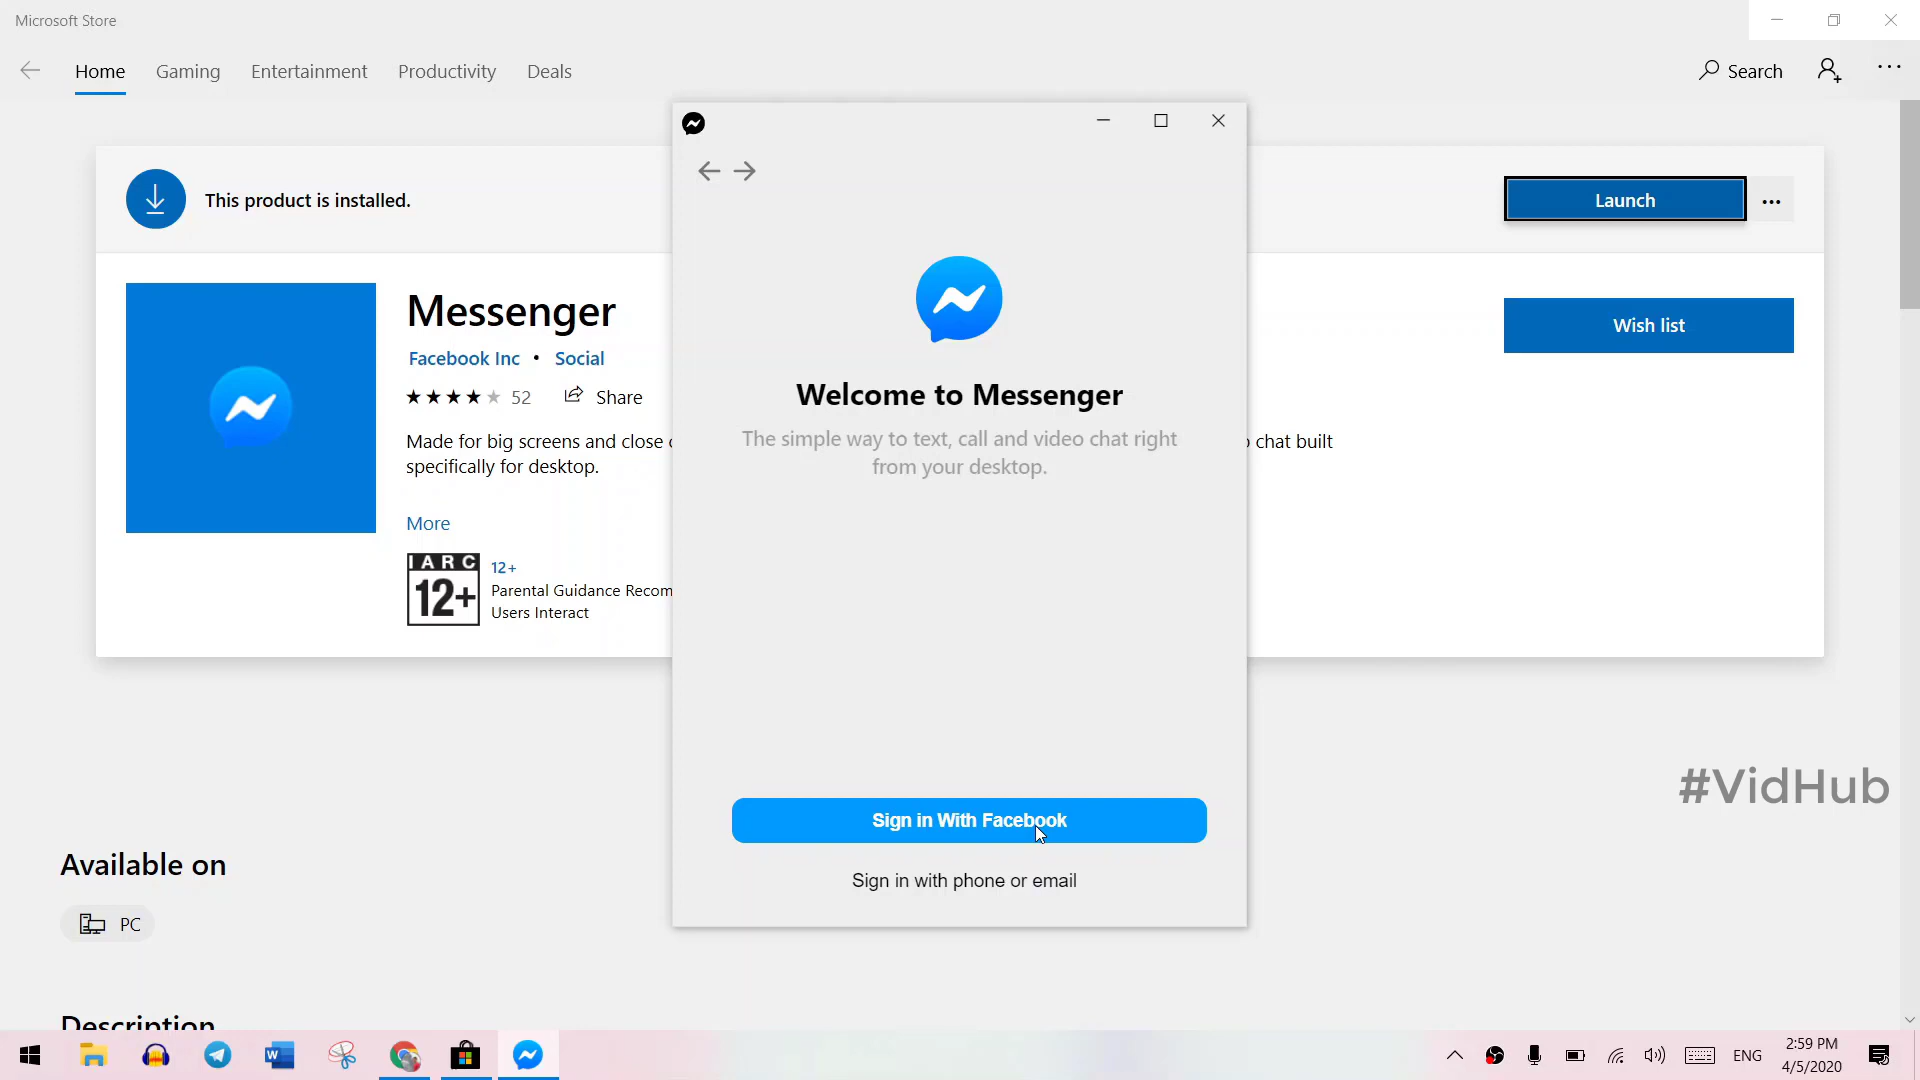 Microsoft Store
Home Gaming Entertainment Productivity Deals Search
This product is installed.
Launch
Messenger
Facebook Inc • Social
52 Share
Made for big screens and close
specifically for desktop.
chat built
More
IARC
12+
12+
Parental Guidance Recom
Users Interact
Wish list
Welcome to Messenger
The simple way to text, call and video chat right
from your desktop.
Sign in With Facebook
Sign in with phone or email
#VidHub
Available on
PC
Description
ENG
2:59 PM
4/5/2020